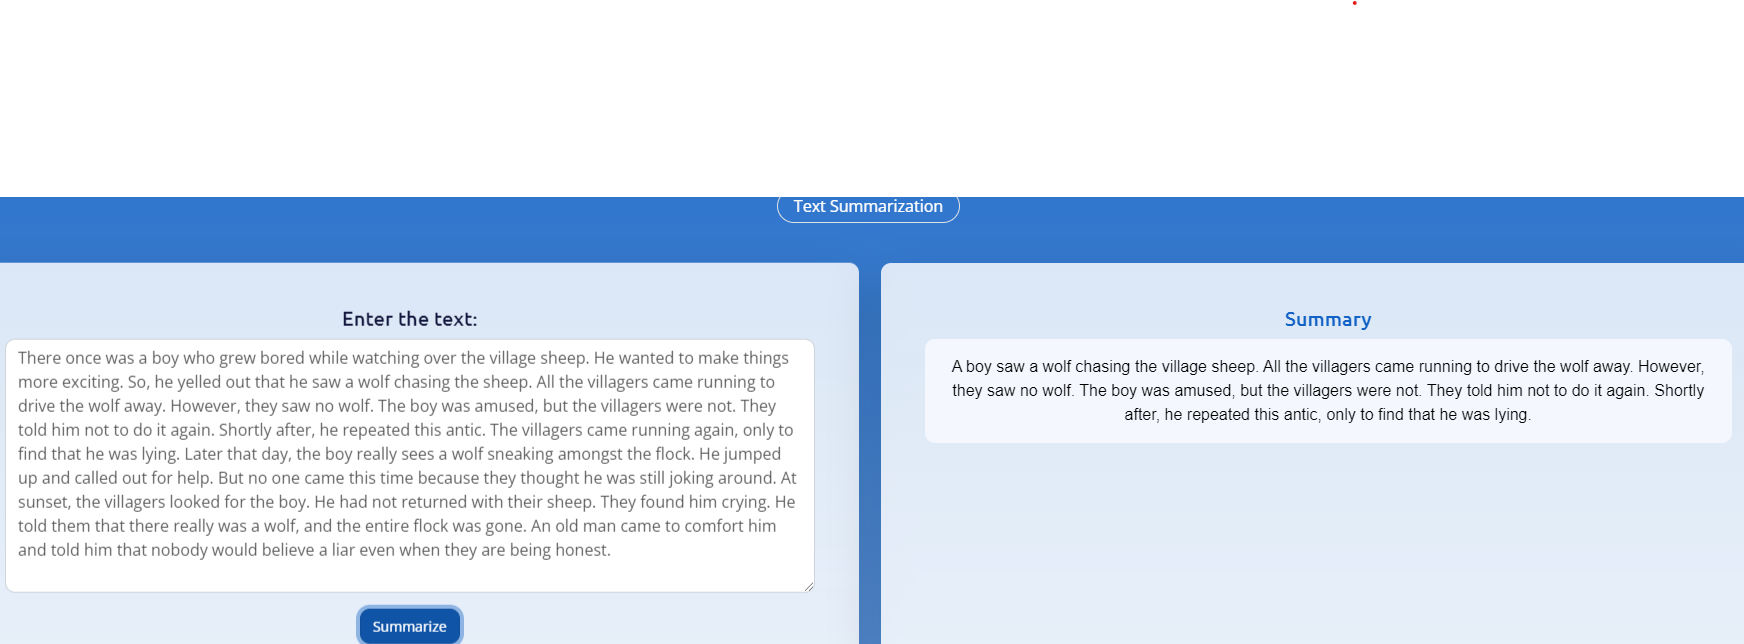 Text Summarization
Enter the text:
There once was a boy who grew bored while watching over the village sheep. He wanted to make things
more exciting. So, he yelled out that he saw a wolf chasing the sheep. All the villagers came running to
drive the wolf away. However, they saw no wolf. The boy was amused, but the villagers were not. They
told him not to do it again. Shortly after, he repeated this antic. The villagers came running again, only to
find that he was lying. Later that day, the boy really sees a wolf sneaking amongst the flock. He jumped
up and called out for help. But no one came this time because they thought he was still joking around. At
sunset, the villagers looked for the boy. He had not returned with their sheep. They found him crying. He
told them that there really was a wolf, and the entire flock was gone. An old man came to comfort him
and told him that nobody would believe a liar even when they are being honest.
Summarize
Summary
A boy saw a wolf chasing the village sheep. All the villagers came running to drive the wolf away. However,
they saw no wolf. The boy was amused, but the villagers were not. They told him not to do it again. Shortly
after, he repeated this antic, only to find that he was lying.